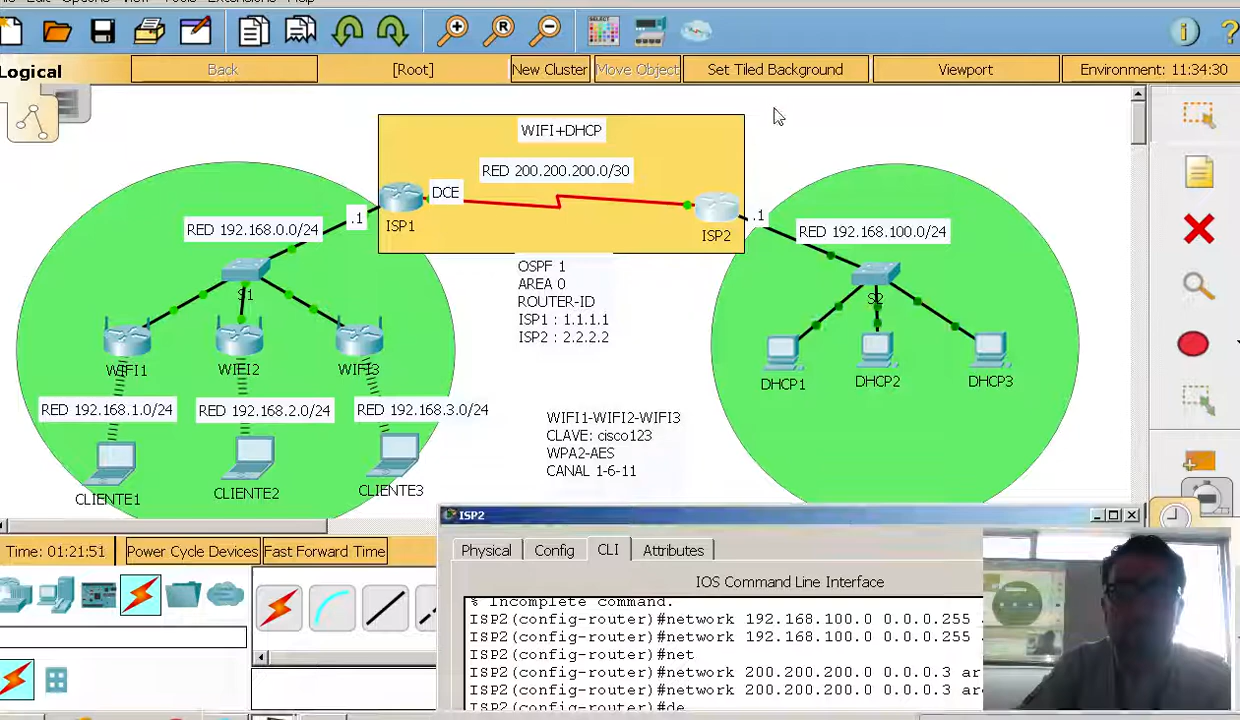 Logical
Back
[Root]
New Cluster
Move Object
Set Tiled Background
Viewport
Environment: 11:34:30
WIFI+DHCP
RED 200.200.200.0/30
DCE
ISP1
ISP2
.1
.1
RED 192.168.0.0/24
RED 192.168.100.0/24
S1
S2
OSPF 1
AREA 0
ROUTER-ID
ISP1 : 1.1.1.1
ISP2 : 2.2.2.2
WIFI1
WIFI2
WIFI3
DHCP1
DHCP2
DHCP3
RED 192.168.1.0/24
RED 192.168.2.0/24
RED 192.168.3.0/24
WIFI1-WIFI2-WIFI3
CLAVE: cisco123
WPA2-AES
CANAL 1-6-11
CLIENTE1
CLIENTE2
CLIENTE3
Time: 01:21:51
Power Cycle Devices
Fast Forward Time
ISP2
Physical
Config
CLI
Attributes
IOS Command Line Interface
% Incomplete command.
ISP2(config-router)#network 192.168.100.0 0.0.0.255
ISP2(config-router)#network 192.168.100.0 0.0.0.255
ISP2(config-router)#net
ISP2(config-router)#network 200.200.200.0 0.0.0.3 ar
ISP2(config-router)#network 200.200.200.0 0.0.0.3 ar
ISP2(config-router)#de